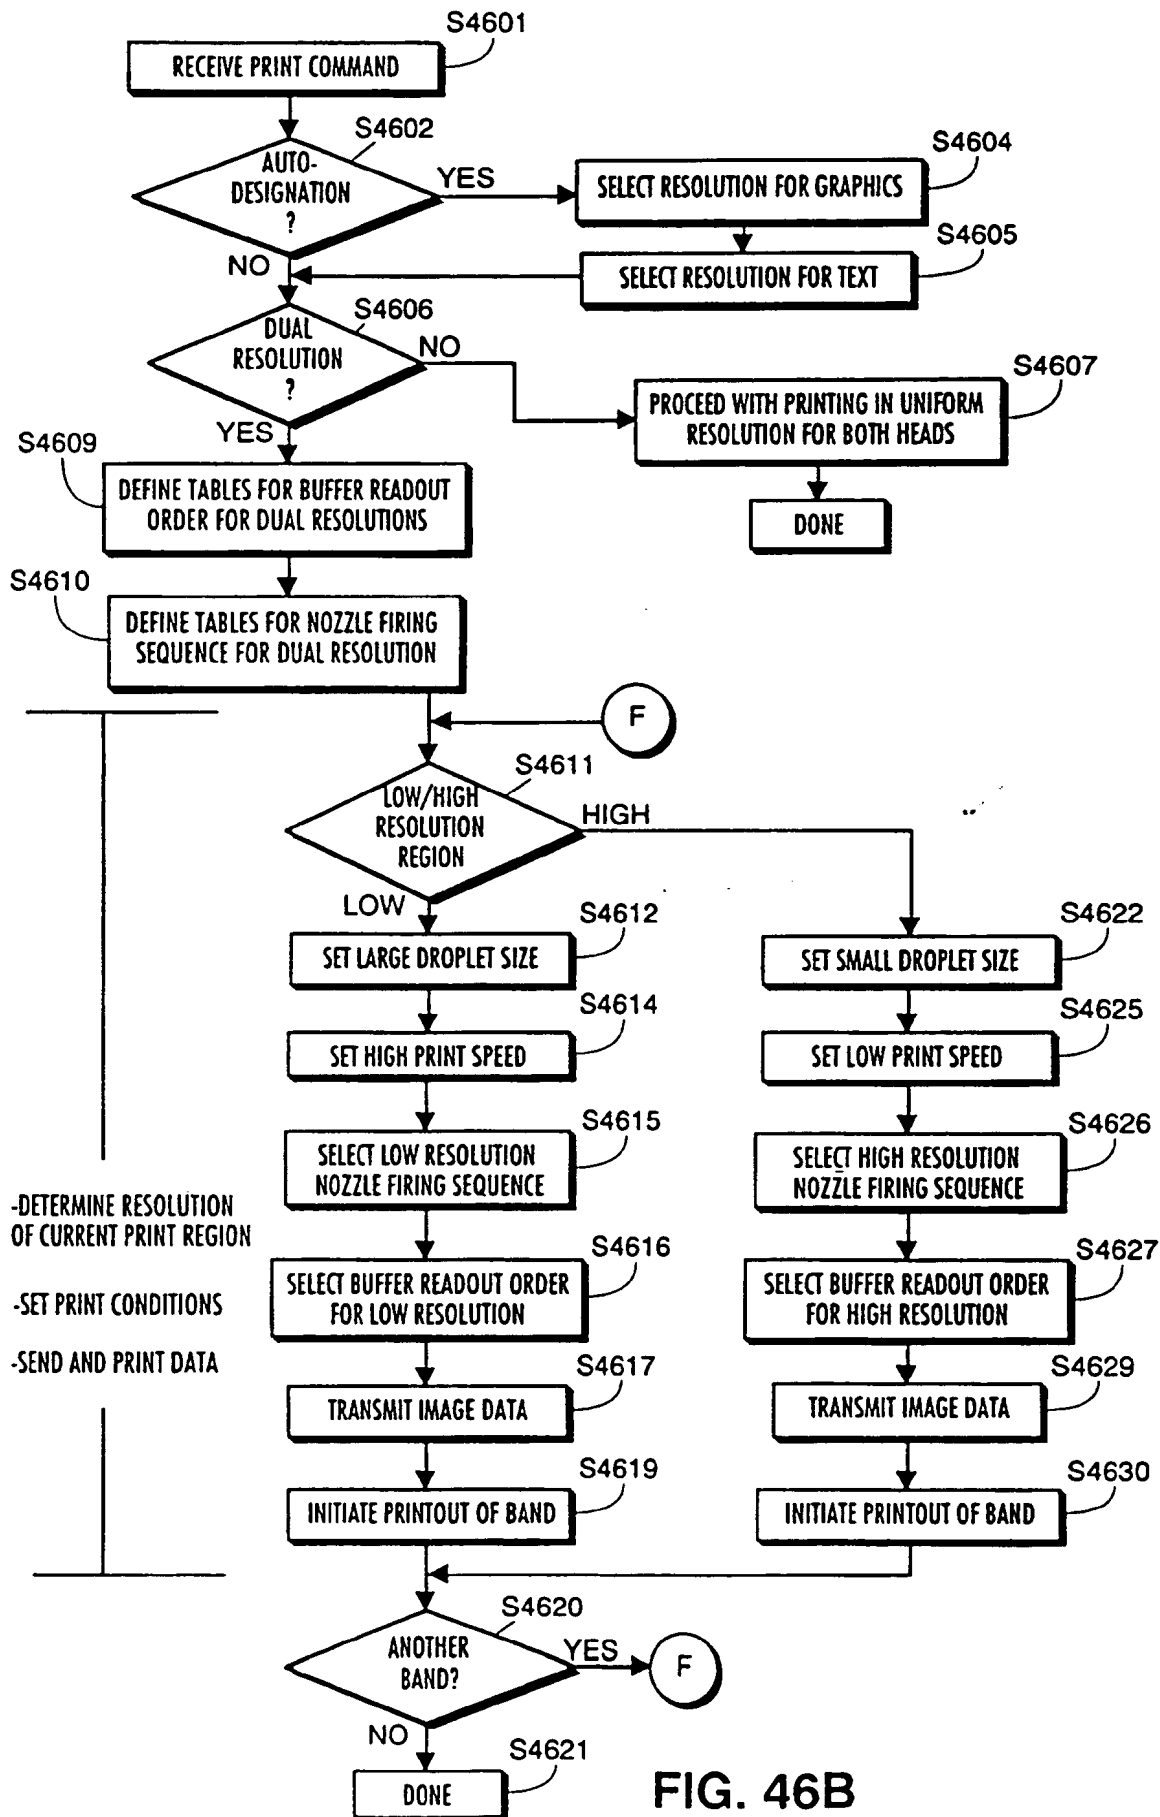 S4601
RECEIVE PRINT COMMAND
S4602
AUTO-
DESIGNATION
?
YES
S4604
SELECT RESOLUTION FOR GRAPHICS
S4605
SELECT RESOLUTION FOR TEXT
NO
S4606
DUAL
RESOLUTION
?
NO
S4607
PROCEED WITH PRINTING IN UNIFORM
RESOLUTION FOR BOTH HEADS
DONE
YES
S4609
DEFINE TABLES FOR BUFFER READOUT
ORDER FOR DUAL RESOLUTIONS
S4610
DEFINE TABLES FOR NOZZLE FIRING
SEQUENCE FOR DUAL RESOLUTION
F
S4611
LOW/HIGH
RESOLUTION
REGION
HIGH
LOW
S4612
SET LARGE DROPLET SIZE
S4614
SET HIGH PRINT SPEED
S4615
SELECT LOW RESOLUTION
NOZZLE FIRING SEQUENCE
S4616
SELECT BUFFER READOUT ORDER
FOR LOW RESOLUTION
S4617
TRANSMIT IMAGE DATA
S4619
INITIATE PRINTOUT OF BAND
S4622
SET SMALL DROPLET SIZE
S4625
SET LOW PRINT SPEED
S4626
SELECT HIGH RESOLUTION
NOZZLE FIRING SEQUENCE
S4627
SELECT BUFFER READOUT ORDER
FOR HIGH RESOLUTION
S4629
TRANSMIT IMAGE DATA
S4630
INITIATE PRINTOUT OF BAND
-DETERMINE RESOLUTION
OF CURRENT PRINT REGION
-SET PRINT CONDITIONS
-SEND AND PRINT DATA
S4620
ANOTHER
BAND?
YES
F
NO
S4621
DONE
FIG. 46B